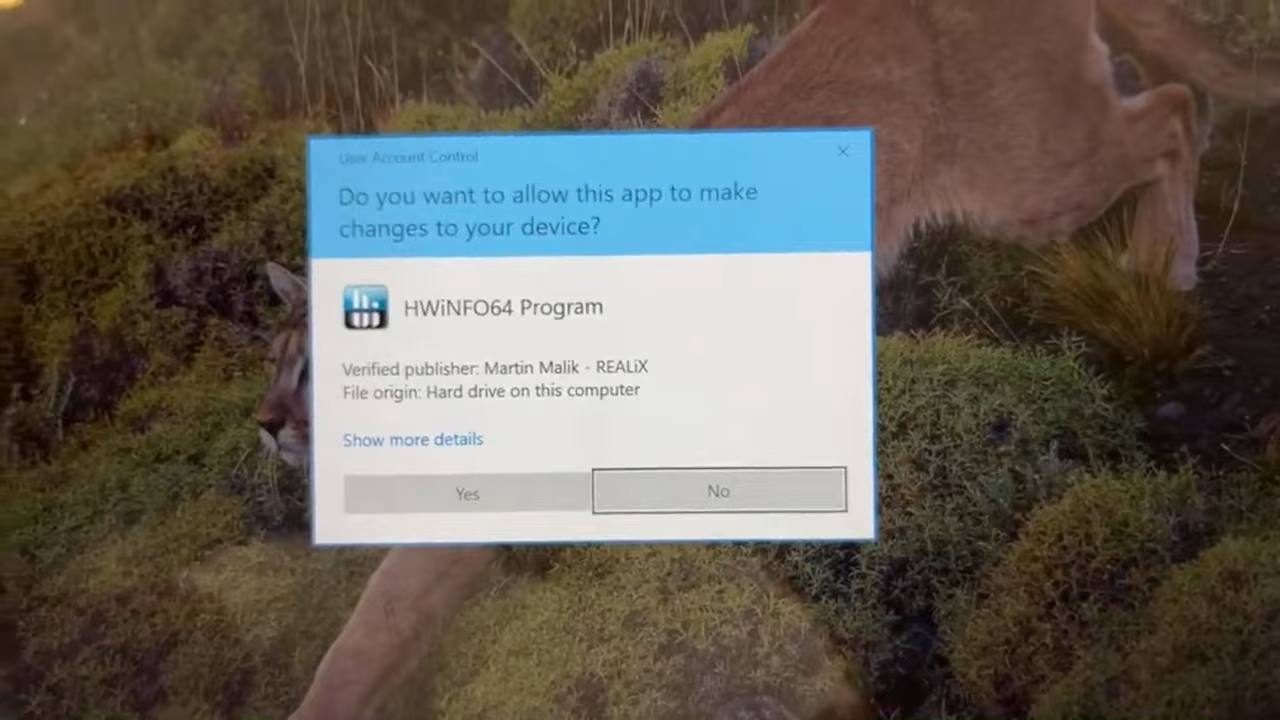 User Account Control
Do you want to allow this app to make
changes to your device?
HWiNFO64 Program
Verified publisher: Martin Malik - REALiX
File origin: Hard drive on this computer
Show more details
Yes
No